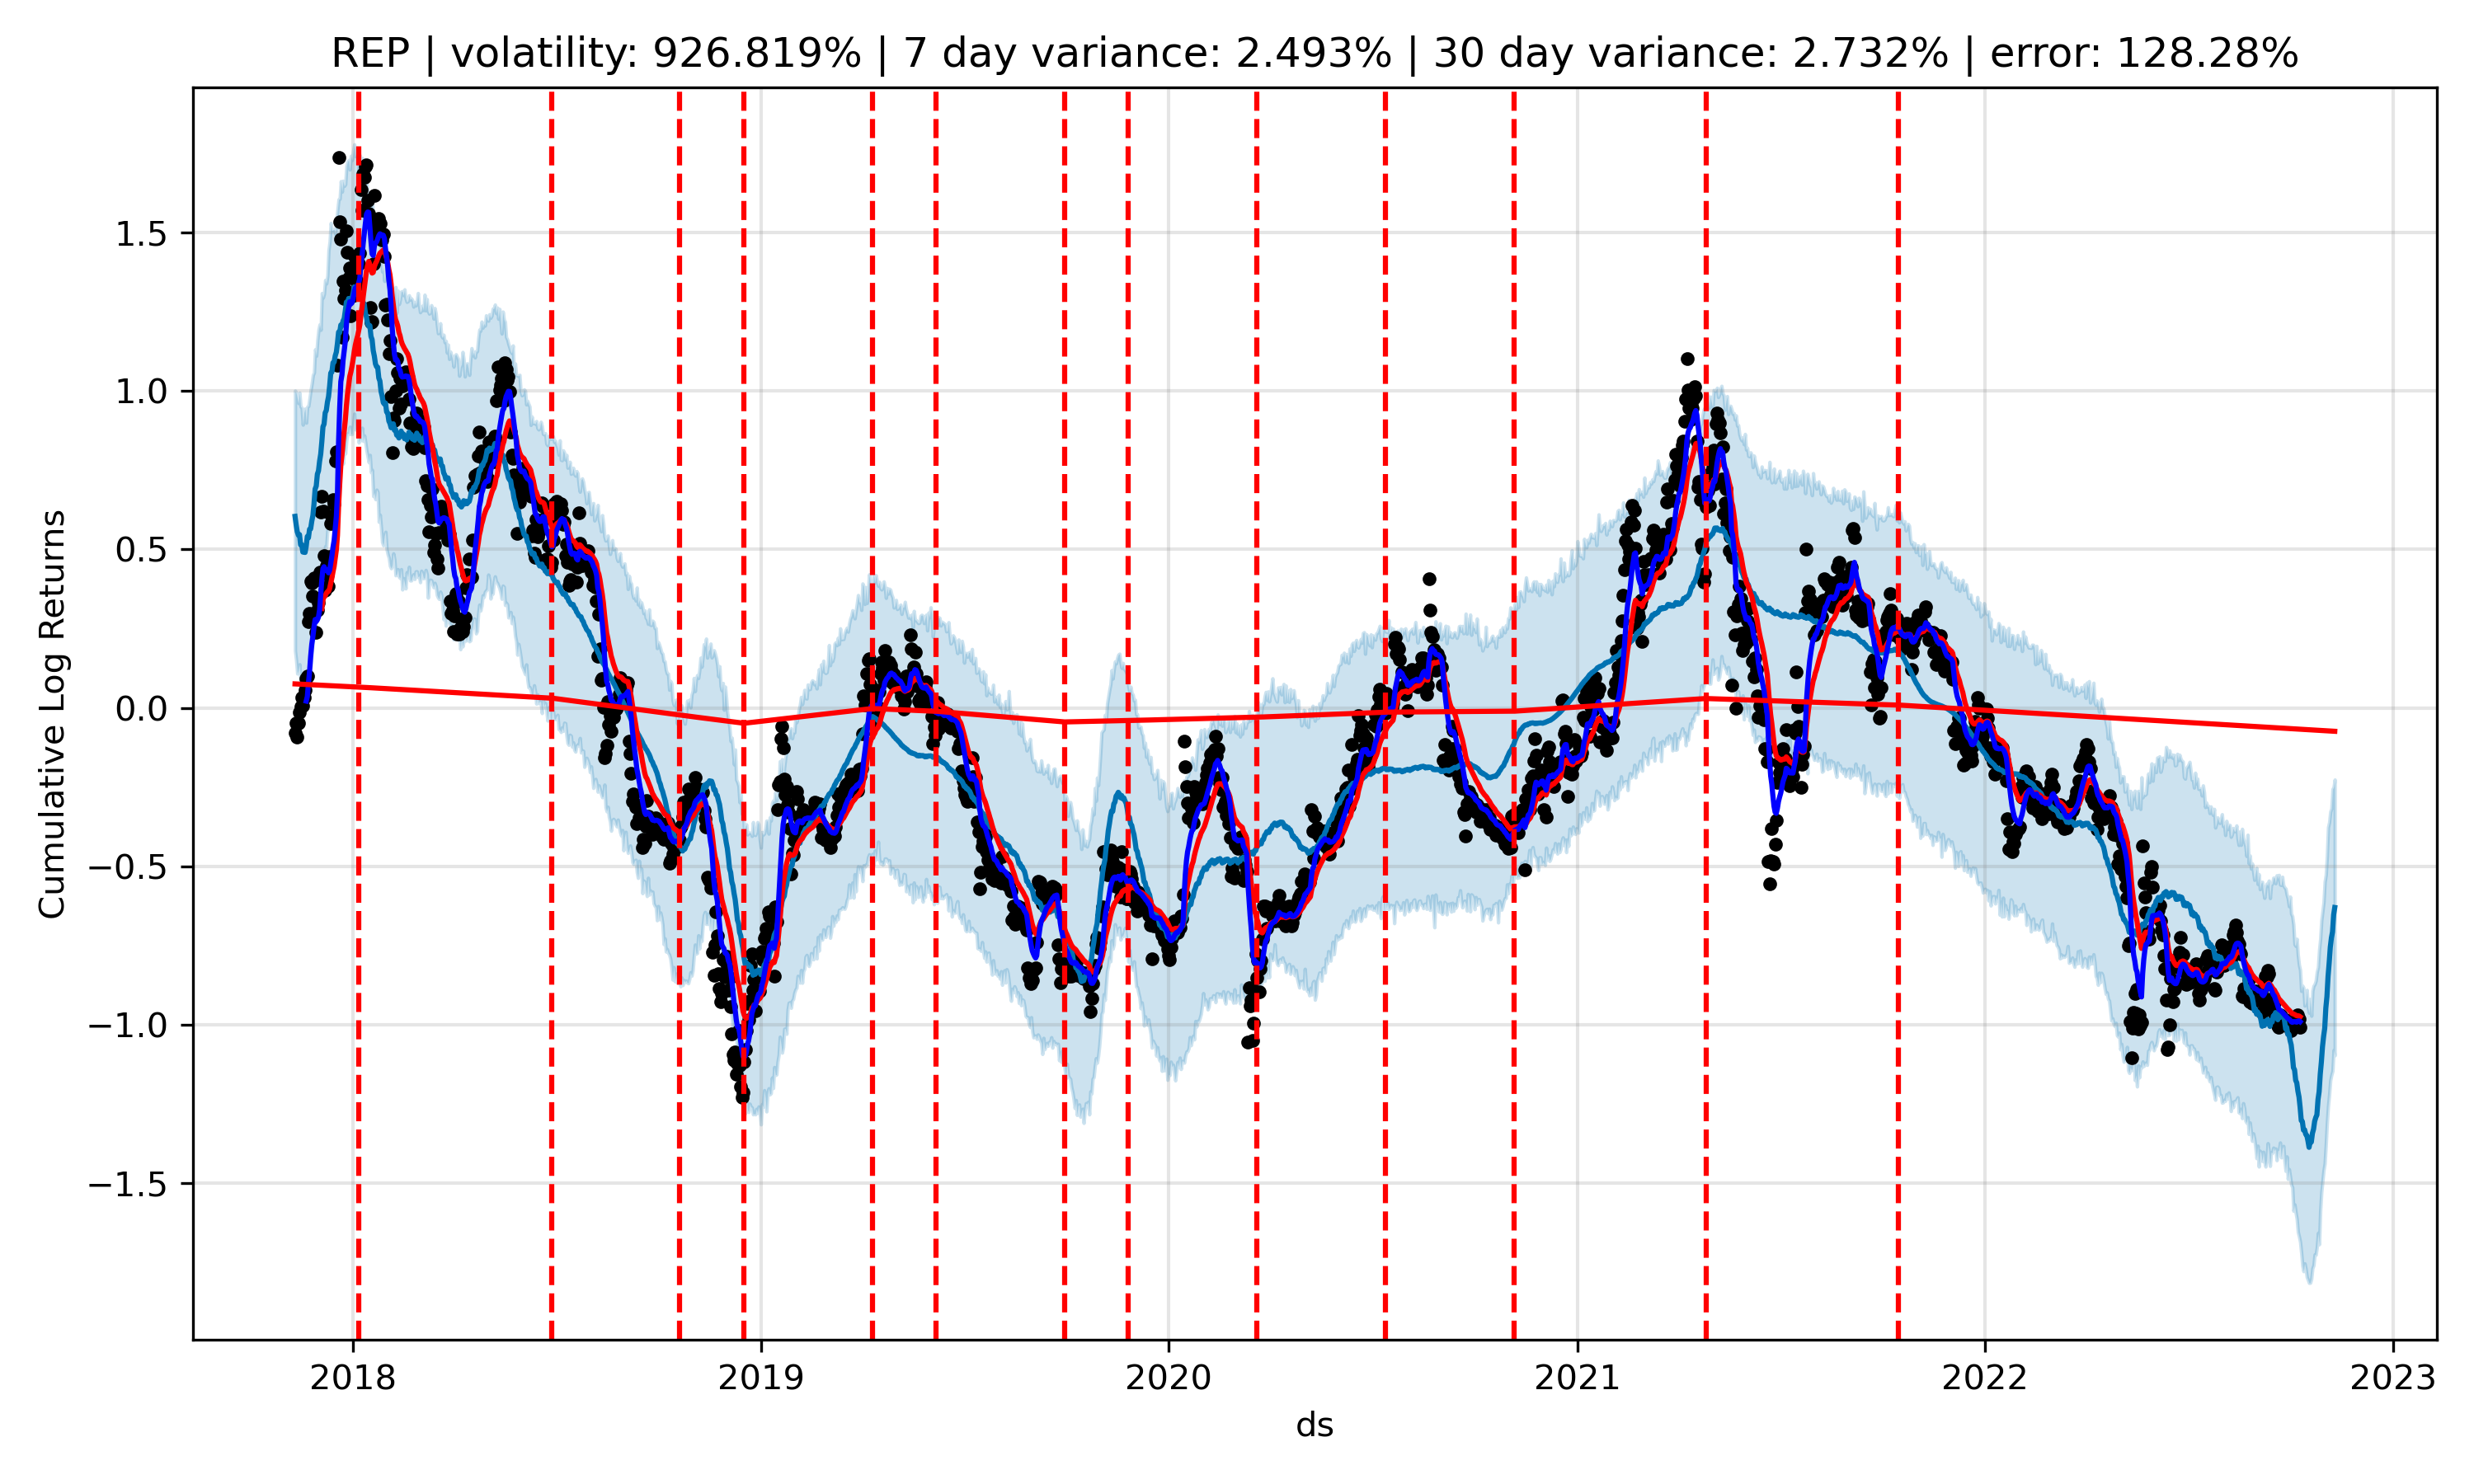 REP | volatility: 926.819% | 7 day variance: 2.493% | 30 day variance: 2.732% | error: 128.28%
Cumulative Log Returns
1.5
1.0
0.5
0.0
−0.5
−1.0
−1.5
2018 2019 2020 2021 2022 2023
ds